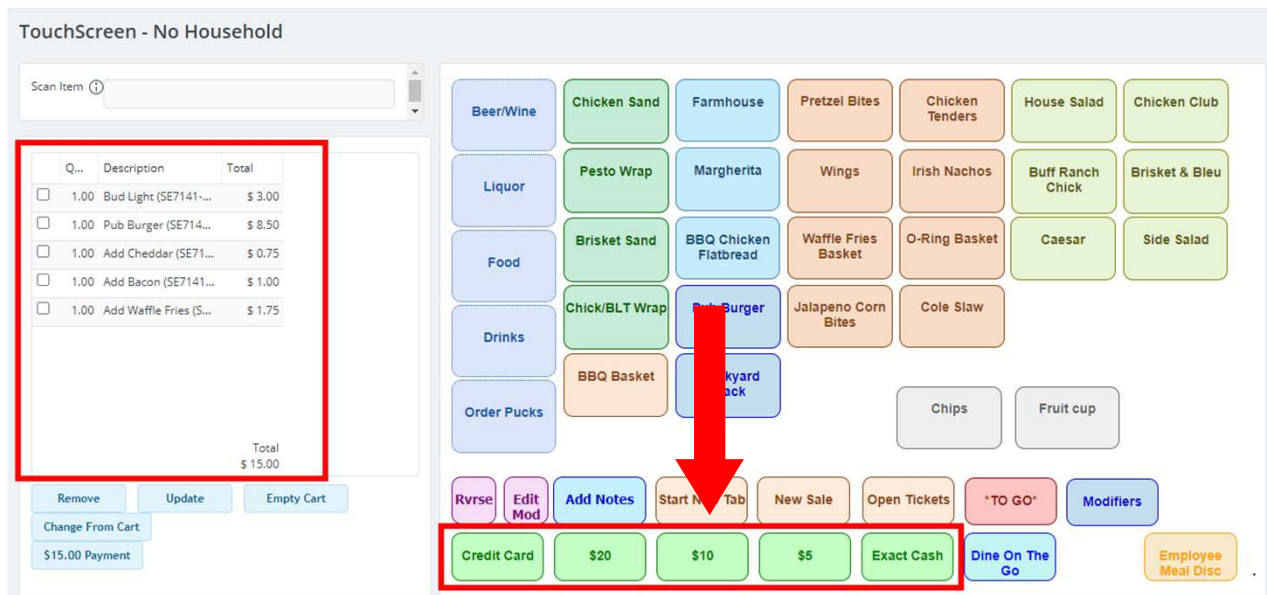 TouchScreen - No Household
Scan Item
Q... Description Total
1.00 Bud Light (SE7141-... $ 3.00
1.00 Pub Burger (SE714... $ 8.50
1.00 Add Cheddar (SE71... $ 0.75
1.00 Add Bacon (SE7141... $ 1.00
1.00 Add Waffle Fries (S... $ 1.75
Total
$ 15.00
Remove Update Empty Cart
Change From Cart
$15.00 Payment
Beer/Wine
Liquor
Food
Drinks
Order Pucks
Chicken Sand
Farmhouse
Pretzel Bites
Chicken
Tenders
House Salad
Chicken Club
Pesto Wrap
Margherita
Wings
Irish Nachos
Buff Ranch
Chick
Brisket & Bleu
Brisket Sand
BBQ Chicken
Flatbread
Waffle Fries
Basket
O-Ring Basket
Caesar
Side Salad
Chick/BLT Wrap
Burger
Jalapeno Corn
Bites
Cole Slaw
BBQ Basket
Chips
Fruit cup
Rvrse
Edit
Mod
Add Notes
Start Tab
New Sale
Open Tickets
*TO GO*
Modifiers
Credit Card
$20
$10
$5
Exact Cash
Dine On The
Go
Employee
Meal Disc
.